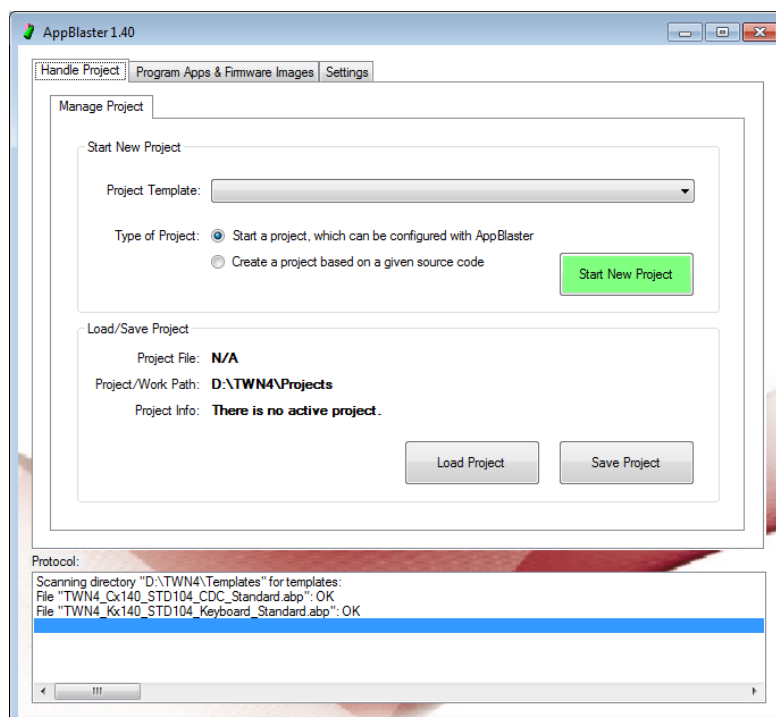 AppBlaster 1.40
Handle Project Program Apps & Firmware Images Settings
Manage Project
Start New Project
Project Template:
Type of Project: Start a project, which can be configured with AppBlaster
Create a project based on a given source code
Start New Project
Load/Save Project
Project File: N/A
Project/Work Path: D:\TWN4\Projects
Project Info: There is no active project.
Load Project Save Project
Protocol:
Scanning directory "D:\TWN4\Templates" for templates:
File "TWN4_Cx140_STD104_CDC_Standard.abp": OK
File "TWN4_Kx140_STD104_Keyboard_Standard.abp": OK